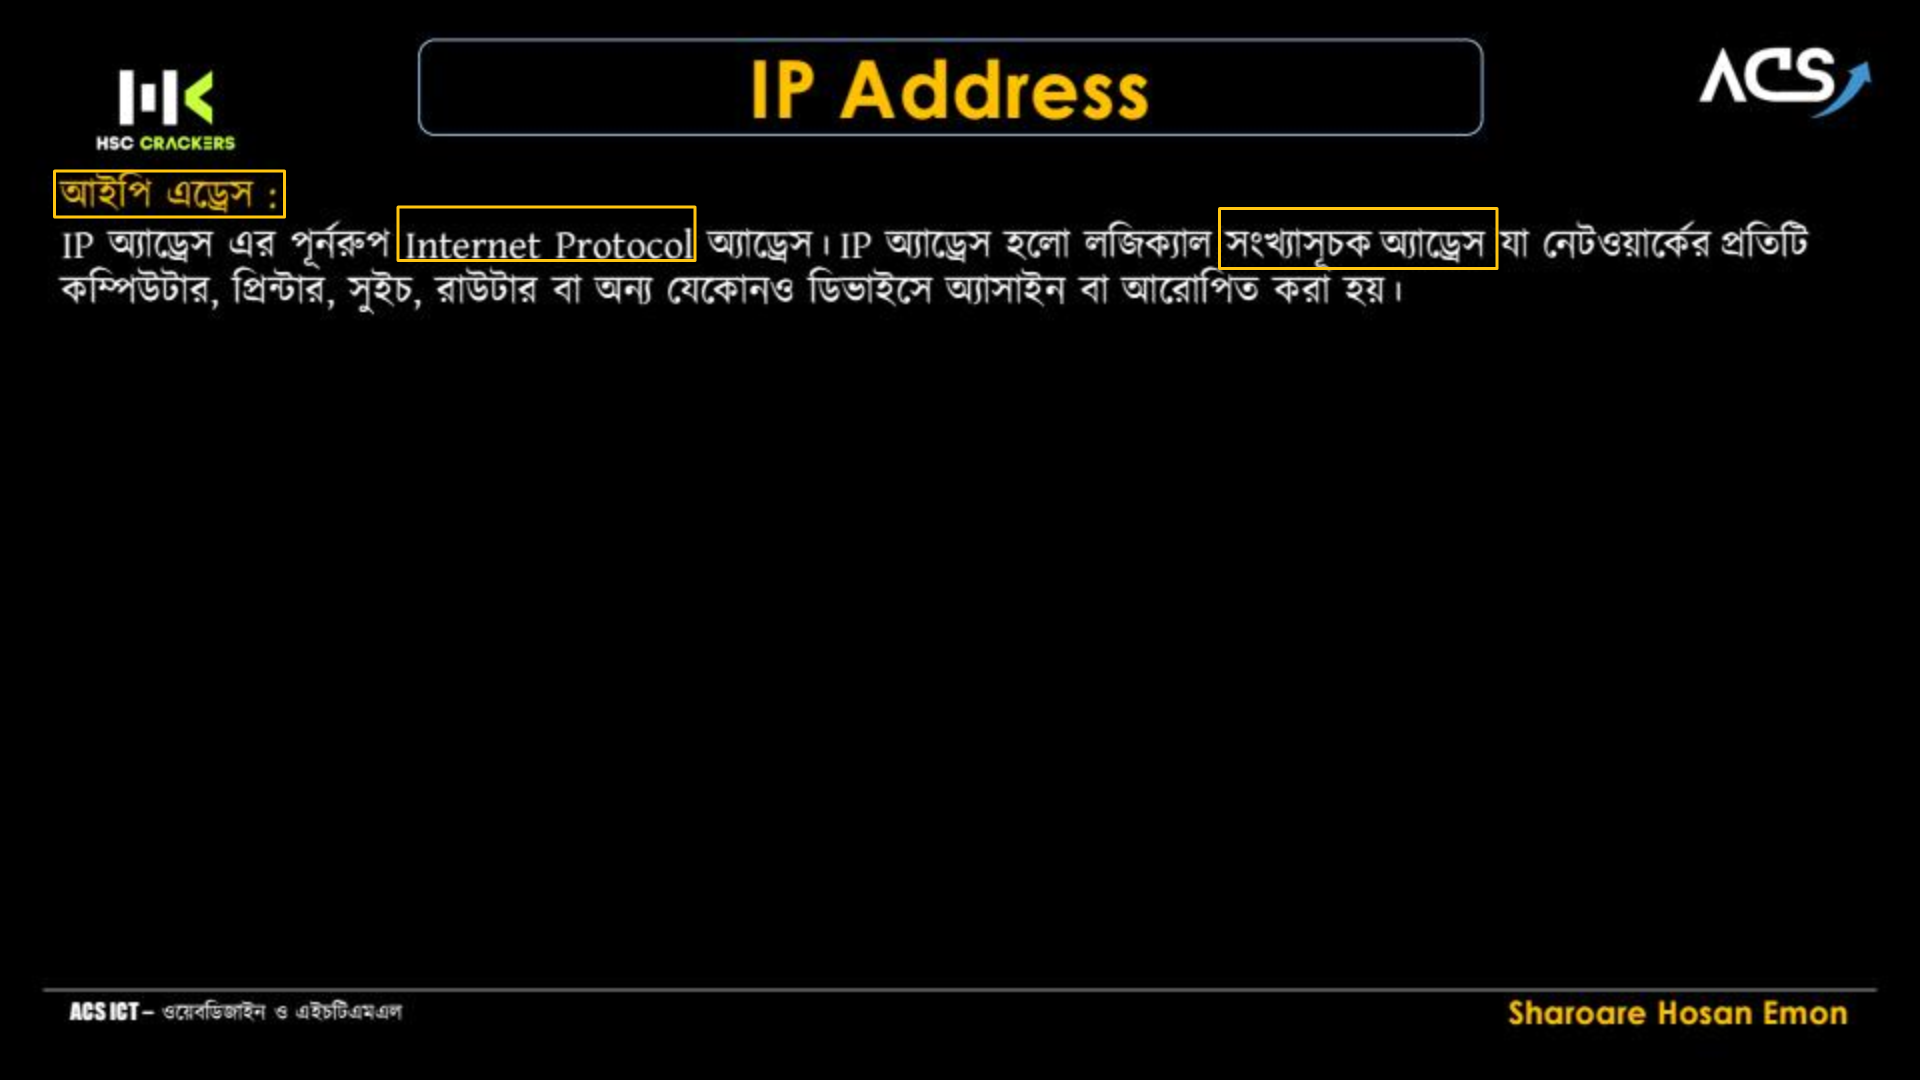 IP Address
HSC CRACKERS
ACS
আইপি এড্রেস :
IP অ্যাড্রেস এর পূর্নরুপ Internet Protocol অ্যাড্রেস। IP অ্যাড্রেস হলো লজিক্যাল সংখ্যাসূচক অ্যাড্রেস যা নেটওয়ার্কের প্রতিটি
কম্পিউটার, প্রিন্টার, সুইচ, রাউটার বা অন্য যেকোনও ডিভাইসে অ্যাসাইন বা আরোপিত করা হয়।
ACS ICT – ওয়েবডিজাইন ও এইচটিএমএল
Sharoare Hosan Emon